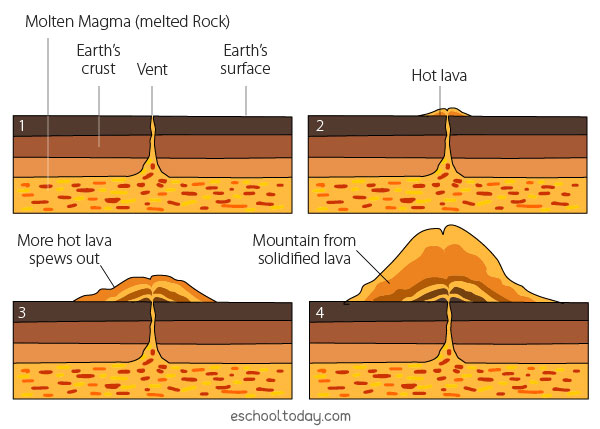 Molten Magma (melted Rock)
Earth's
crust
Vent
Earth's
surface
Hot lava
1
2
More hot lava
spews out
Mountain from
solidified lava
3
4
eschooltoday.com